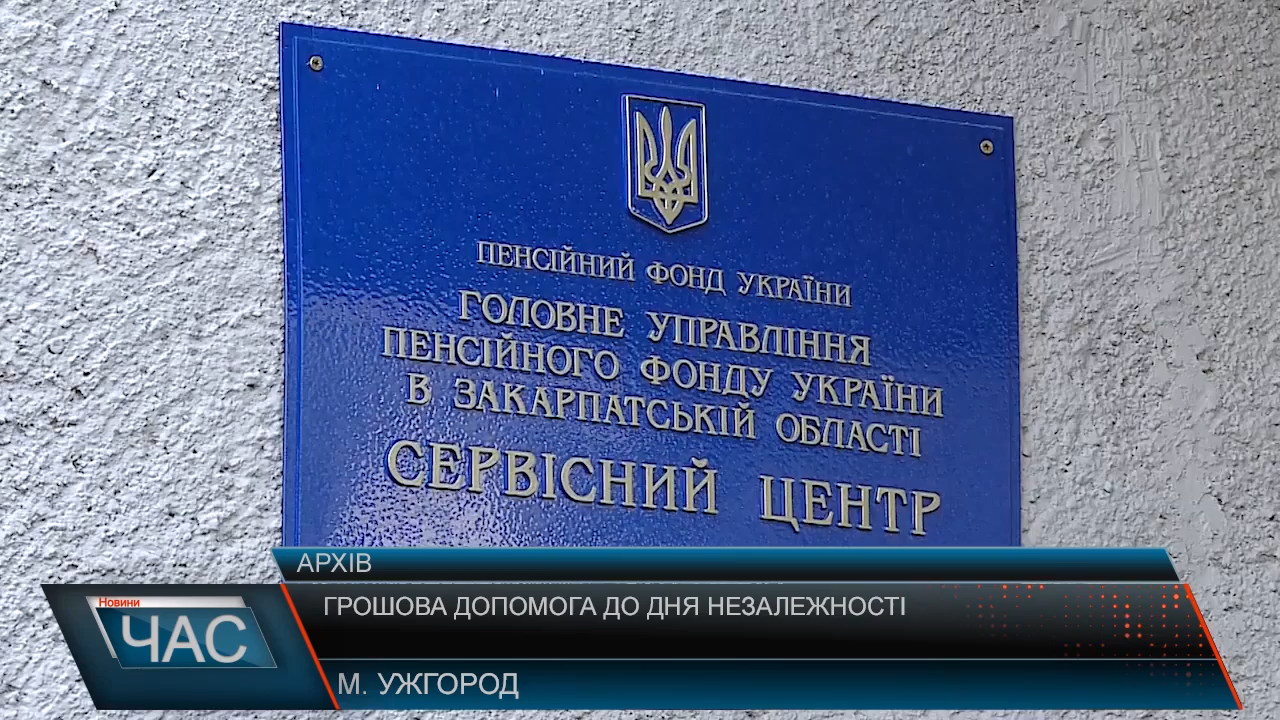 ПЕНСІЙНИЙ ФОНД УКРАЇНИ
ГОЛОВНЕ УПРАВЛІННЯ
ПЕНСІЙНОГО ФОНДУ УКРАЇНИ
В ЗАКАРПАТСЬКІЙ ОБЛАСТІ
СЕРВІСНИЙ ЦЕНТР
АРХІВ
Новини
ЧАС
ГРОШОВА ДОПОМОГА ДО ДНЯ НЕЗАЛЕЖНОСТІ
М. УЖГОРОД